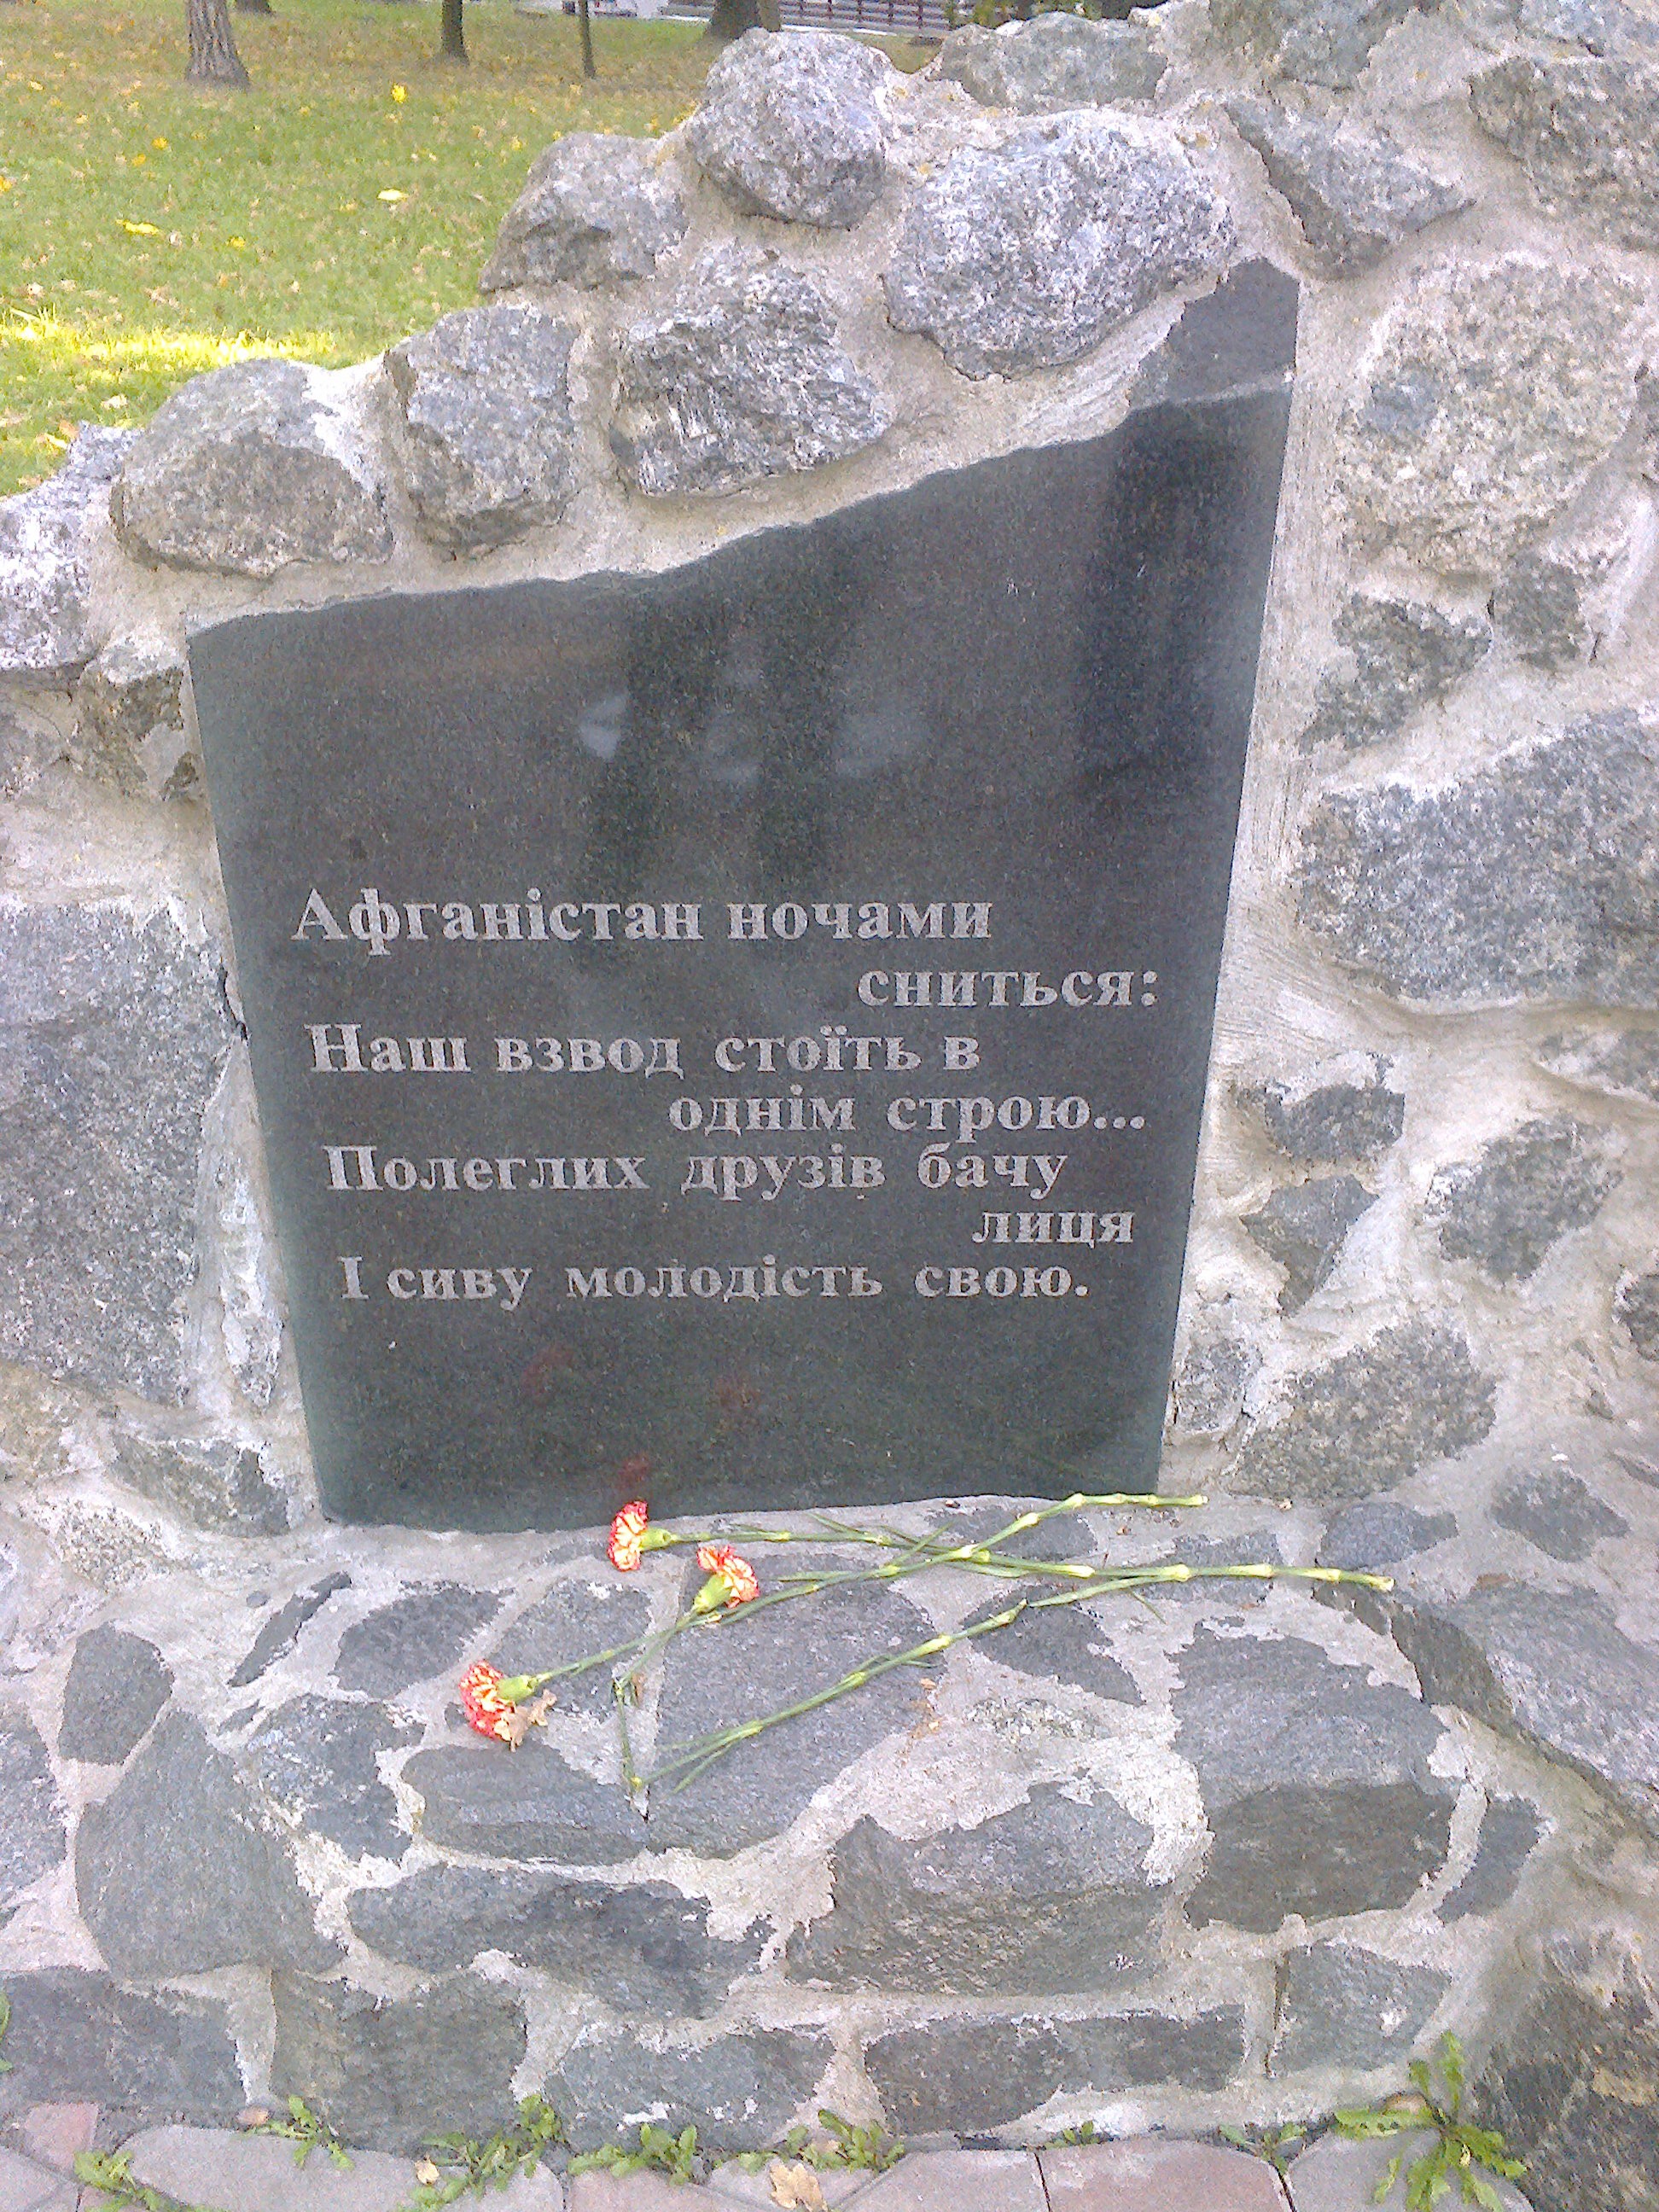 Афганістан ночами
сниться:
Наш взвод стоїть в
однім строю...
Полеглих друзів бачу
лиця
І сиву молодість свою.